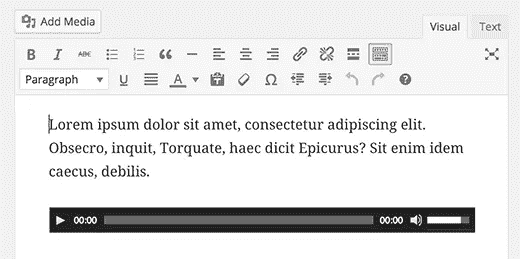 Add Media
Visual Text
B I ABC
Paragraph U A Ω ?
Lorem ipsum dolor sit amet, consectetur adipiscing elit.
Obsecro, inquit, Torquate, haec dicit Epicurus? Sit enim idem
caecus, debilis.
00:00 00:00